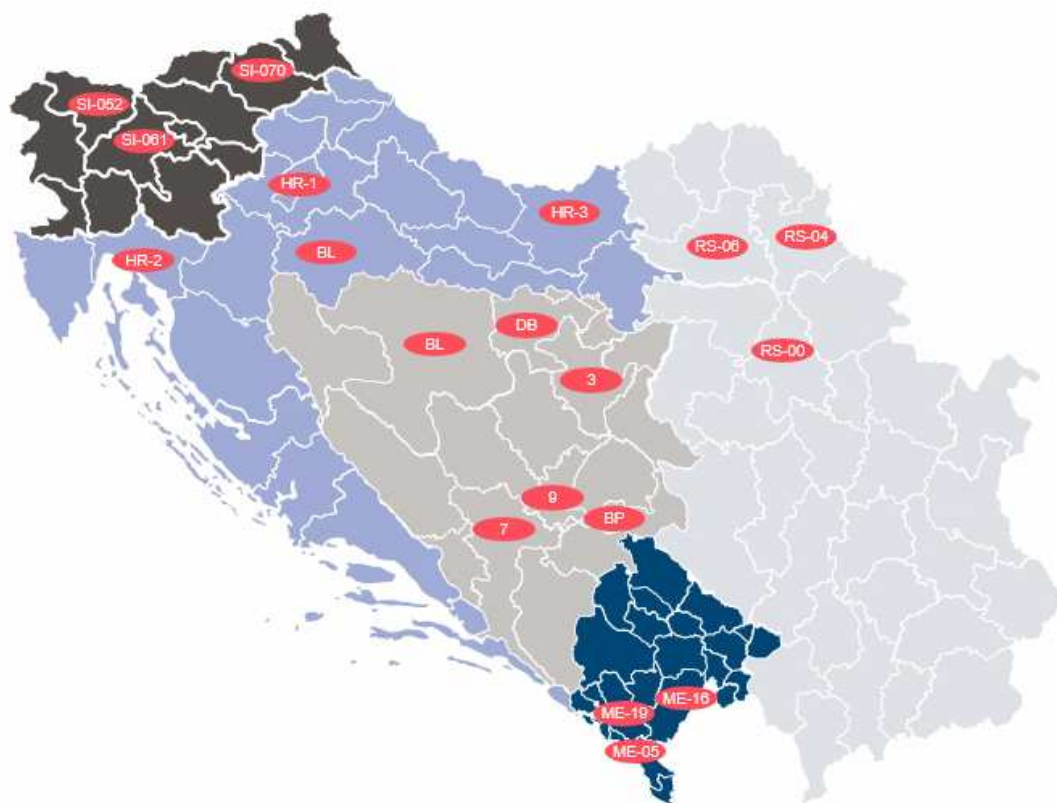 SI-070
SI-052
SI-061
HR-1
HR-3
RS-04
RS-06
BL
HR-2
DB
BL
RS-00
3
9
BP
7
ME-16
ME-19
ME-05